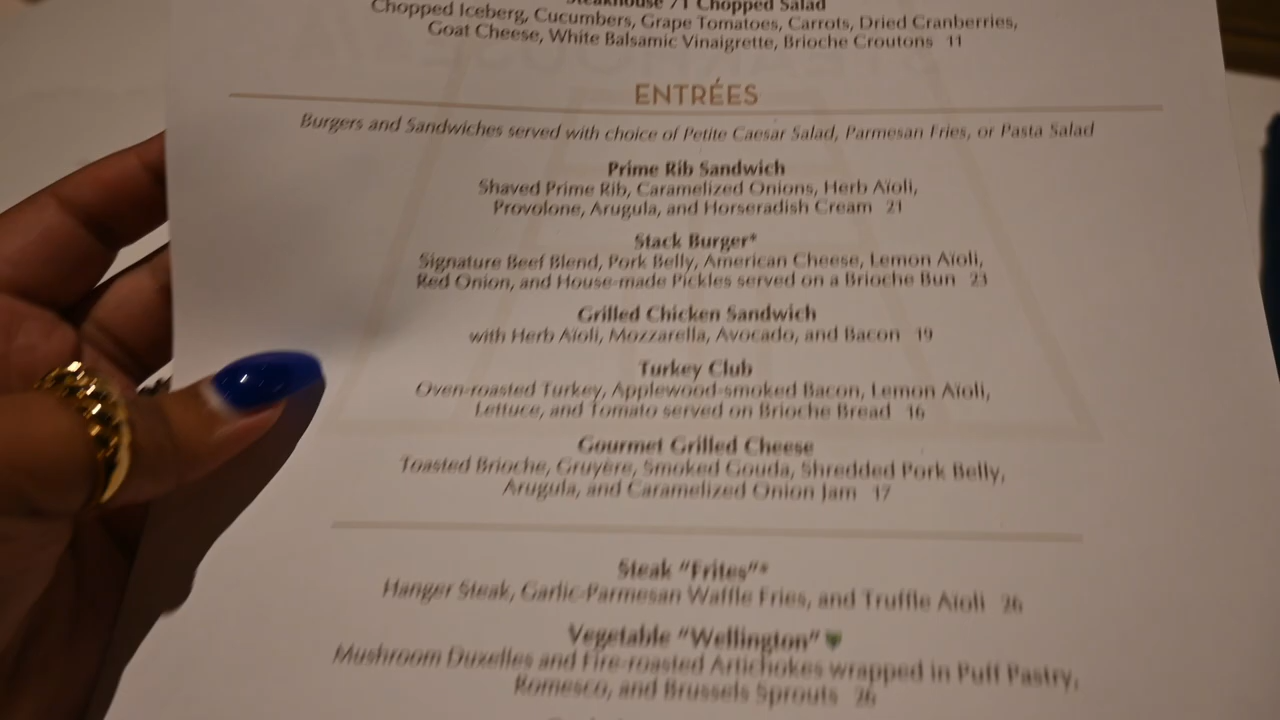 Steakhouse 71 Chopped Salad
Chopped Iceberg, Cucumbers, Grape Tomatoes, Carrots, Dried Cranberries,
Goat Cheese, White Balsamic Vinaigrette, Brioche Croutons 11
ENTRÉES
Burgers and Sandwiches served with choice of Petite Caesar Salad, Parmesan Fries, or Pasta Salad
Prime Rib Sandwich
Shaved Prime Rib, Caramelized Onions, Herb Aïoli,
Provolone, Arugula, and Horseradish Cream 21
Stack Burger*
Signature Beef Blend, Pork Belly, American Cheese, Lemon Aïoli,
Red Onion, and House-made Pickles served on a Brioche Bun 23
Grilled Chicken Sandwich
with Herb Aïoli, Mozzarella, Avocado, and Bacon 19
Turkey Club
Oven-roasted Turkey, Applewood-smoked Bacon, Lemon Aïoli,
Lettuce, and Tomato served on Brioche Bread 16
Gourmet Grilled Cheese
Toasted Brioche, Gruyère, Smoked Gouda, Shredded Pork Belly,
Arugula, and Caramelized Onion Jam 17
Steak "Frites"*
Hanger Steak, Garlic-Parmesan Waffle Fries, and Truffle Aïoli 26
Vegetable "Wellington"
Mushroom Duxelles and Fire-roasted Artichokes wrapped in Puff Pastry,
Romesco, and Brussels Sprouts 26